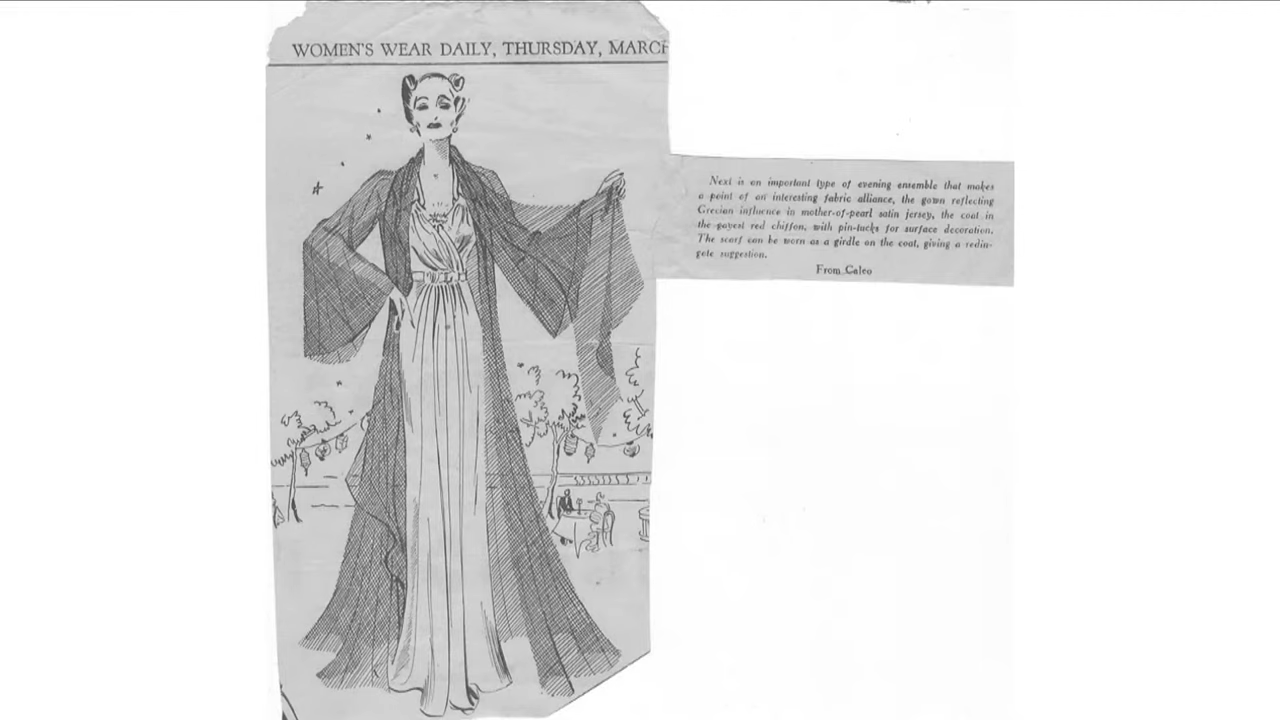 WOMEN'S WEAR DAILY, THURSDAY, MARCH
Next is an important type of evening ensemble that makes
a point of an interesting fabric alliance, the gown reflecting
Grecian influence in mother-of-pearl satin jersey, the coat in
the gayest red chiffon, with pin-tucks for surface decoration.
The scarf can be worn as a girdle on the coat, giving a redin-
gote suggestion.
From Caleo